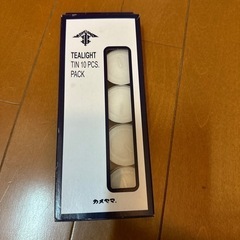 TEALIGHT
TIN 10 PCS.
PACK
カメヤマ